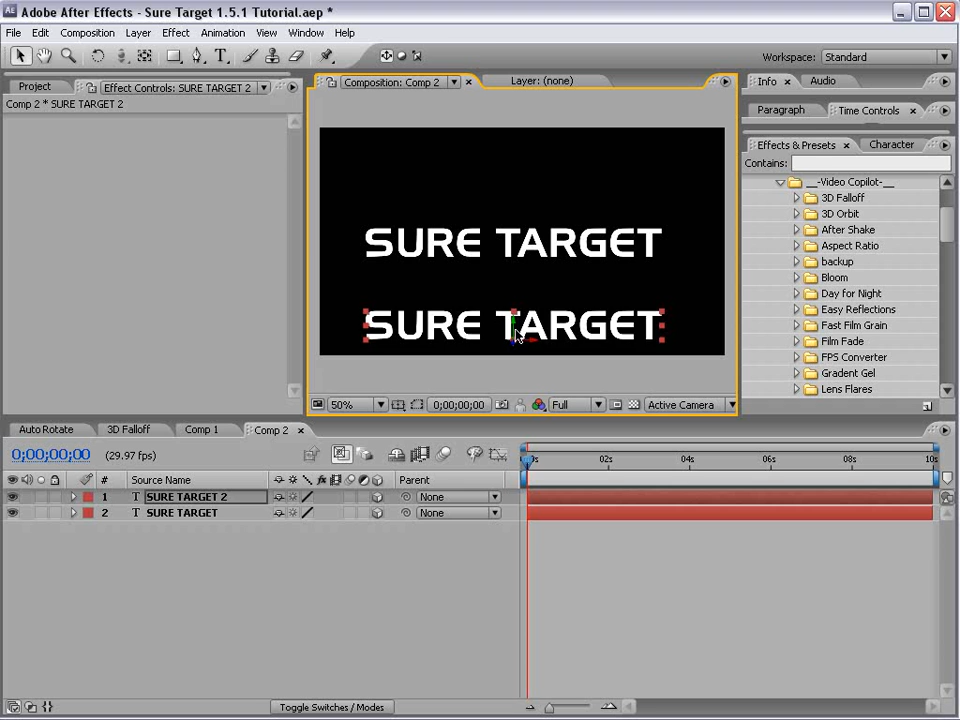 Adobe After Effects - Sure Target 1.5.1 Tutorial.aep *
File Edit Composition Layer Effect Animation View Window Help
Workspace: Standard
Project Effect Controls: SURE TARGET 2
Comp 2 * SURE TARGET 2
Composition: Comp 2 Layer: (none)
SURE TARGET
SURE TARGET
50% 0;00;00;00 Full Active Camera
Info Audio
Paragraph Time Controls
Effects & Presets Character
Contains:
__-Video Copilot-__
3D Falloff
3D Orbit
After Shake
Aspect Ratio
backup
Bloom
Day for Night
Easy Reflections
Fast Film Grain
Film Fade
FPS Converter
Gradent Gel
Lens Flares
Auto Rotate 3D Falloff Comp 1 Comp 2
0;00;00;00 (29.97 fps)
02s 04s 06s 08s 10s
# Source Name Parent
1 T SURE TARGET 2 None
2 T SURE TARGET None
Toggle Switches / Modes